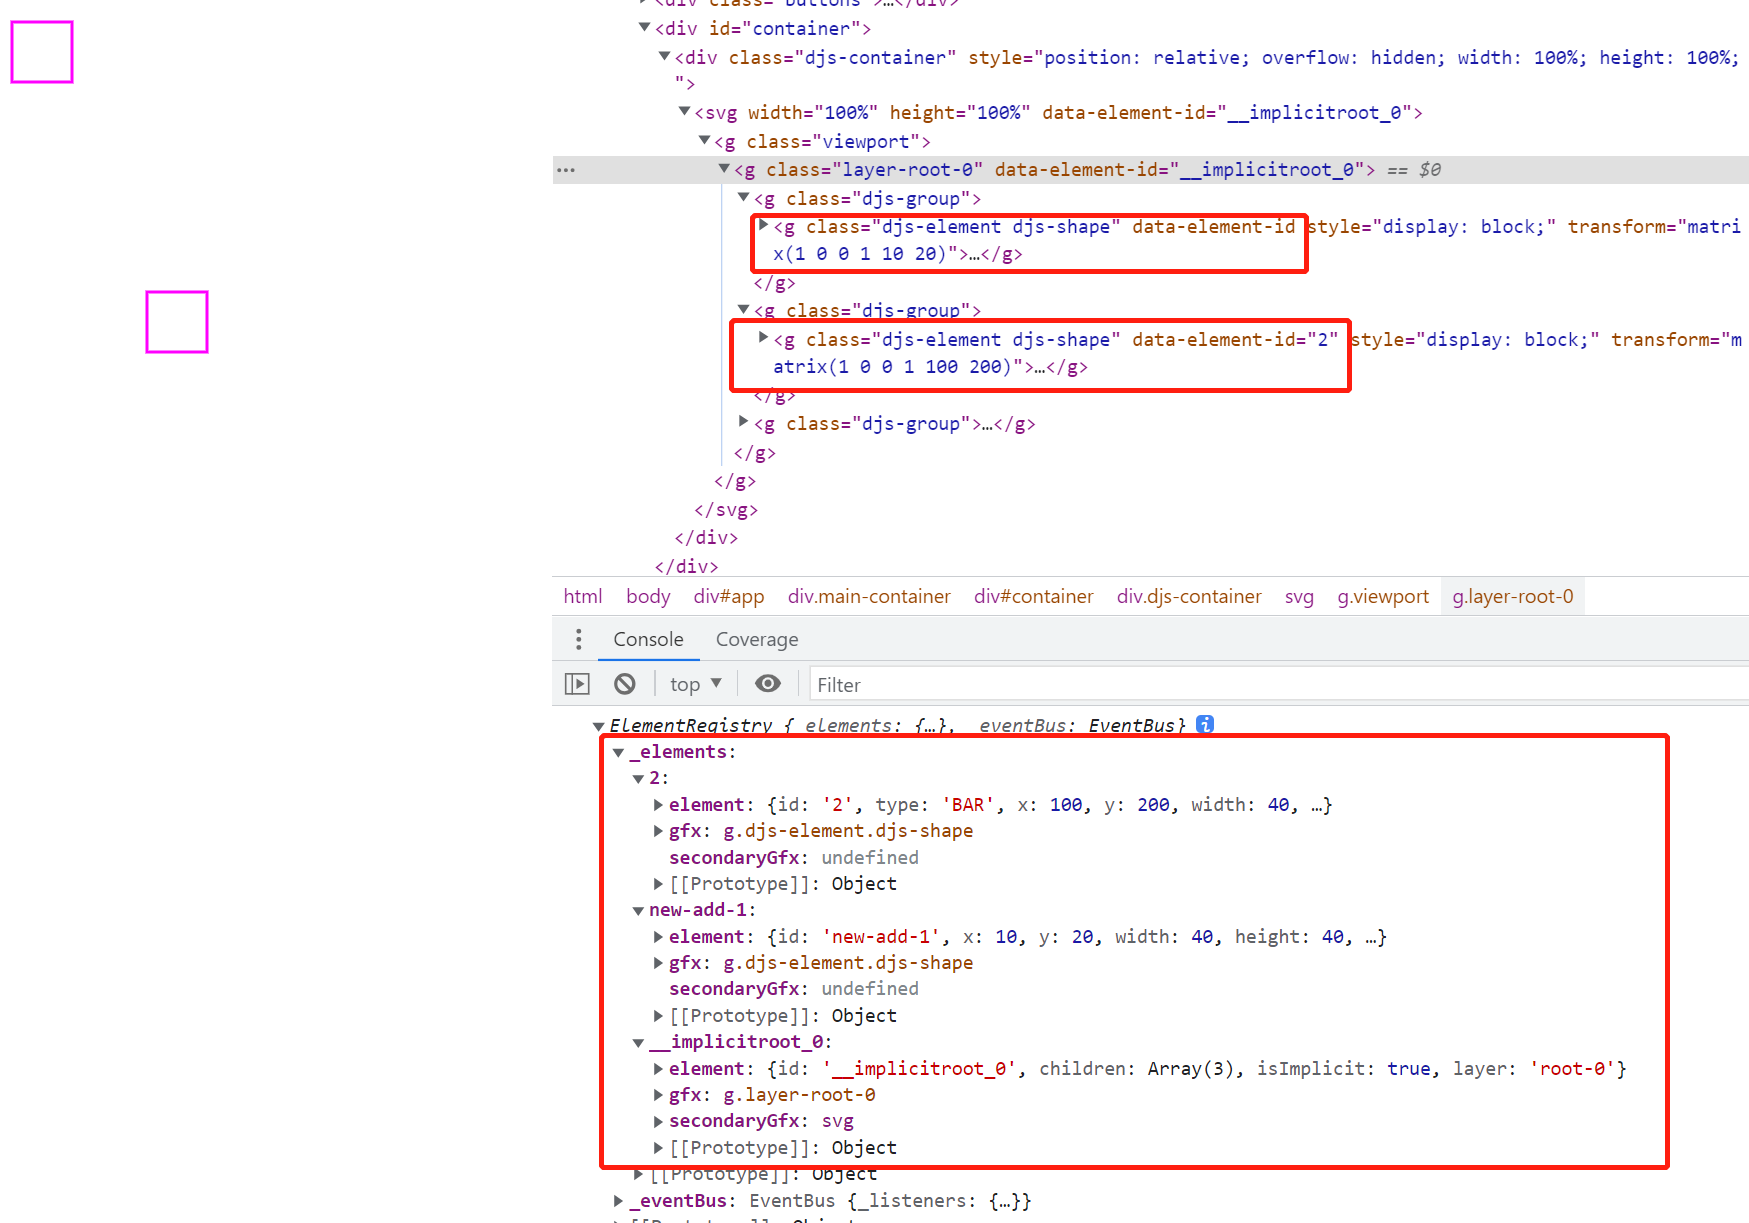 <div class="buttons">…</div>
<div id="container">
<div class="djs-container" style="position: relative; overflow: hidden; width: 100%; height: 100%;
">
<svg width="100%" height="100%" data-element-id="__implicitroot_0">
<g class="viewport">
… <g class="layer-root-0" data-element-id="__implicitroot_0"> == $0
<g class="djs-group">
<g class="djs-element djs-shape" data-element-id style="display: block;" transform="matri
x(1 0 0 1 10 20)">…</g>
</g>
<g class="djs-group">
<g class="djs-element djs-shape" data-element-id="2" style="display: block;" transform="m
atrix(1 0 0 1 100 200)">…</g>
</g>
<g class="djs-group">…</g>
</g>
</g>
</svg>
</div>
</div>
html body div#app div.main-container div#container div.djs-container svg g.viewport g.layer-root-0
Console Coverage
top Filter
ElementRegistry {_elements: {…}, _eventBus: EventBus} i
_elements:
2:
element: {id: '2', type: 'BAR', x: 100, y: 200, width: 40, …}
gfx: g.djs-element.djs-shape
secondaryGfx: undefined
[[Prototype]]: Object
new-add-1:
element: {id: 'new-add-1', x: 10, y: 20, width: 40, height: 40, …}
gfx: g.djs-element.djs-shape
secondaryGfx: undefined
[[Prototype]]: Object
__implicitroot_0:
element: {id: '__implicitroot_0', children: Array(3), isImplicit: true, layer: 'root-0'}
gfx: g.layer-root-0
secondaryGfx: svg
[[Prototype]]: Object
[[Prototype]]: Object
_eventBus: EventBus {_listeners: {…}}
[[Prototype]]: Object